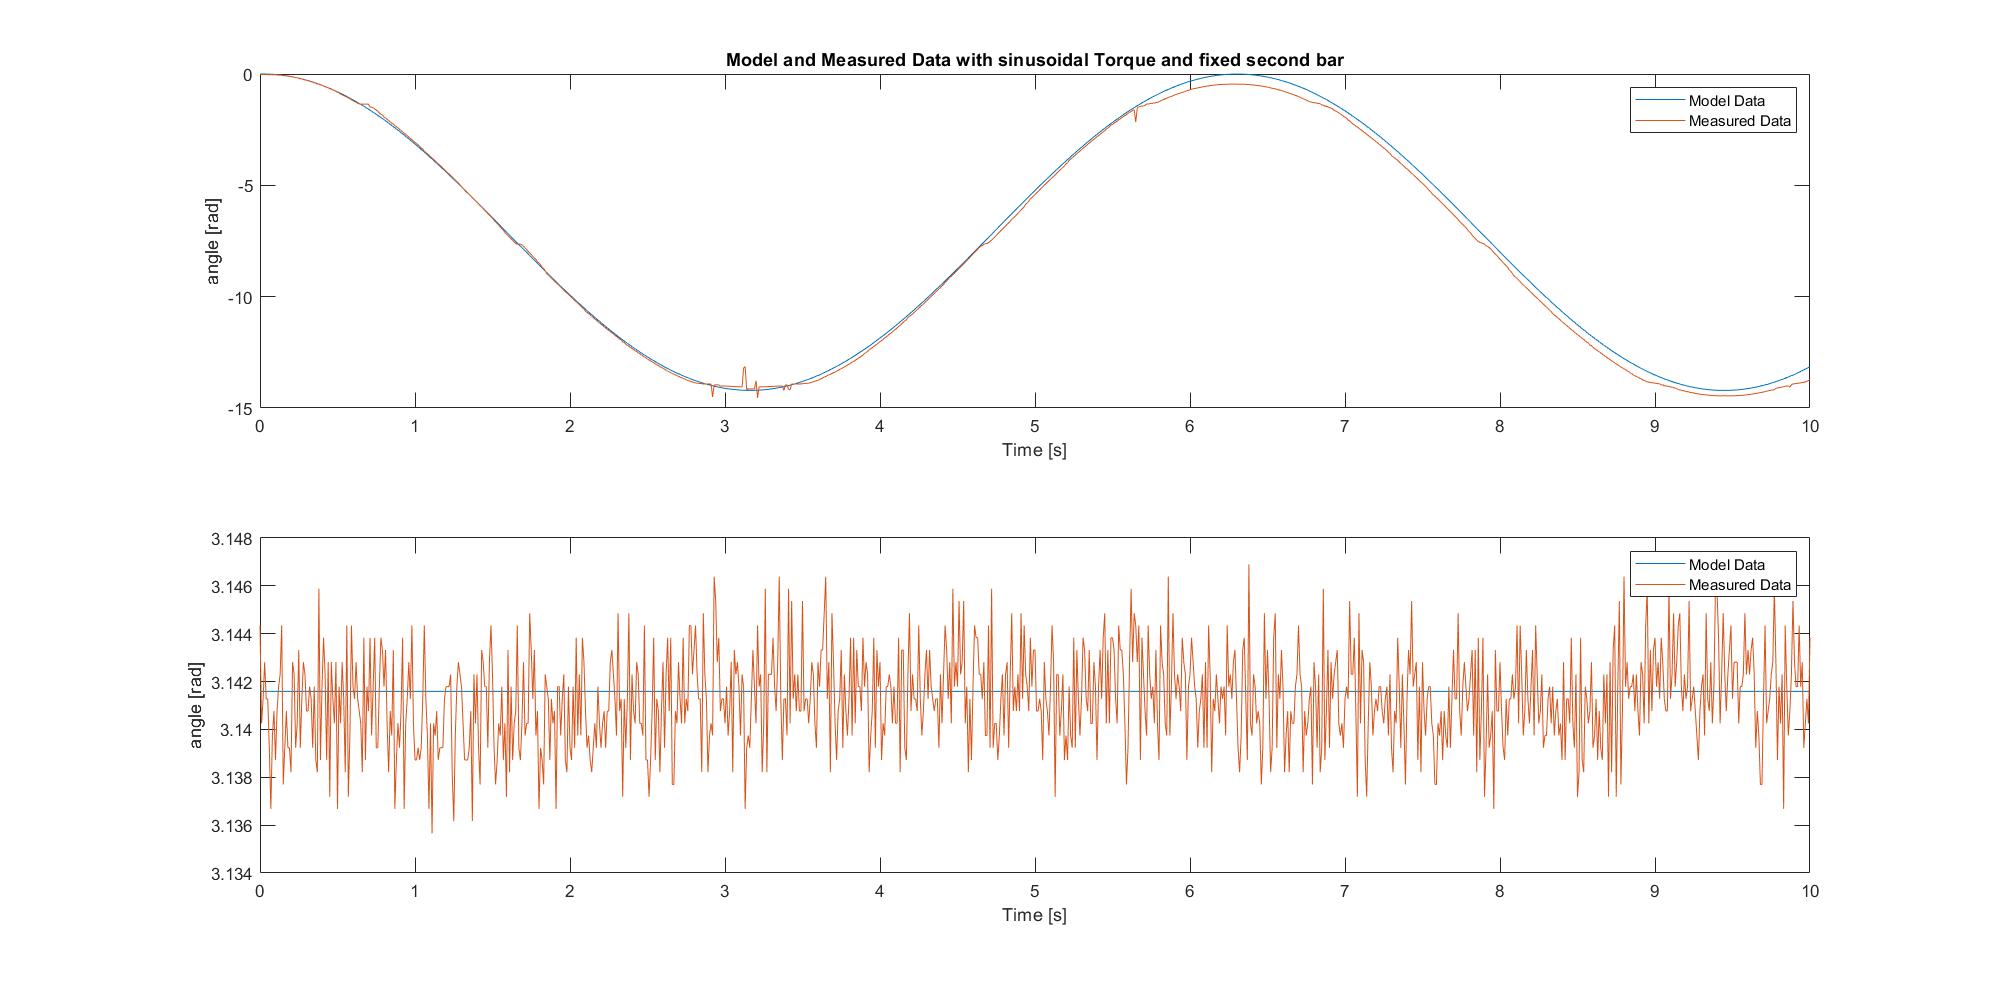 Model and Measured Data with sinusoidal Torque and fixed second bar
0
-5
-10
-15
angle [rad]
Model Data
Measured Data
0 1 2 3 4 5 6 7 8 9 10
Time [s]
3.148
3.146
3.144
3.142
3.14
3.138
3.136
3.134
angle [rad]
Model Data
Measured Data
0 1 2 3 4 5 6 7 8 9 10
Time [s]